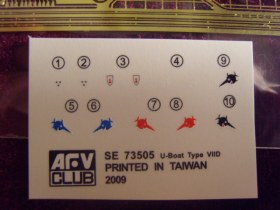 1 2 3 4 9
5 6 7 8 10
AFV CLUB
SE 73505 U-Boat Type VIID
PRINTED IN TAIWAN
2009